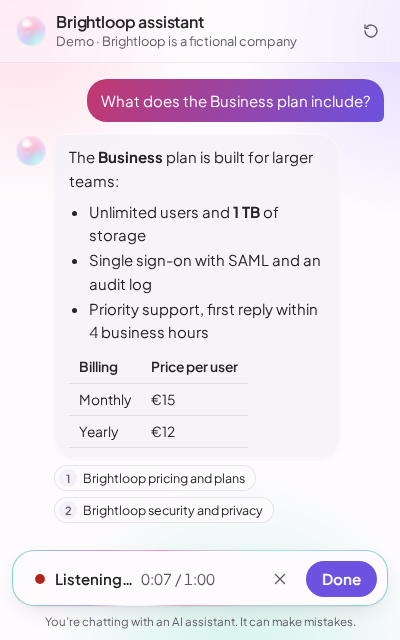 Brightloop assistant
Demo · Brightloop is a fictional company
What does the Business plan include?
The Business plan is built for larger
teams:
• Unlimited users and 1 TB of
storage
• Single sign-on with SAML and an
audit log
• Priority support, first reply within
4 business hours
Billing Price per user
Monthly €15
Yearly €12
1 Brightloop pricing and plans
2 Brightloop security and privacy
Listening... 0:07 / 1:00 Done
You're chatting with an AI assistant. It can make mistakes.